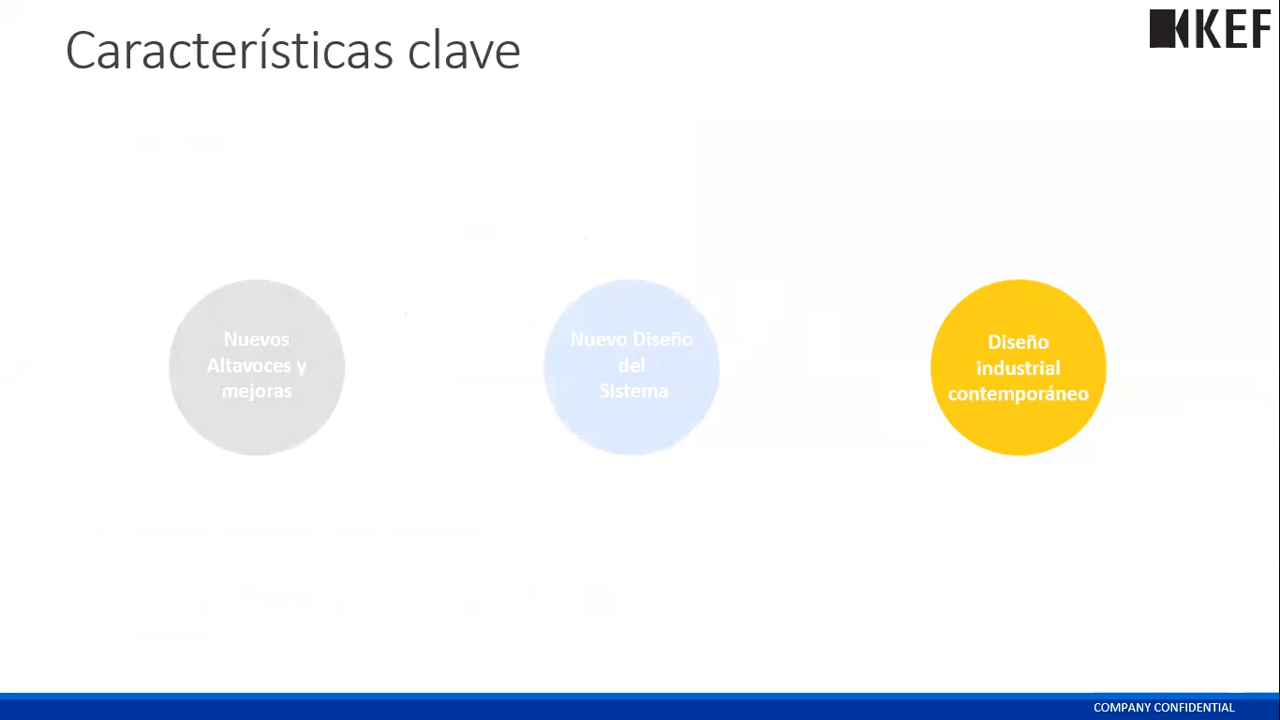 Características clave
KEF
Nuevos
Altavoces y
mejoras
Nuevo Diseño
del
Sistema
Diseño
industrial
contemporáneo
COMPANY CONFIDENTIAL